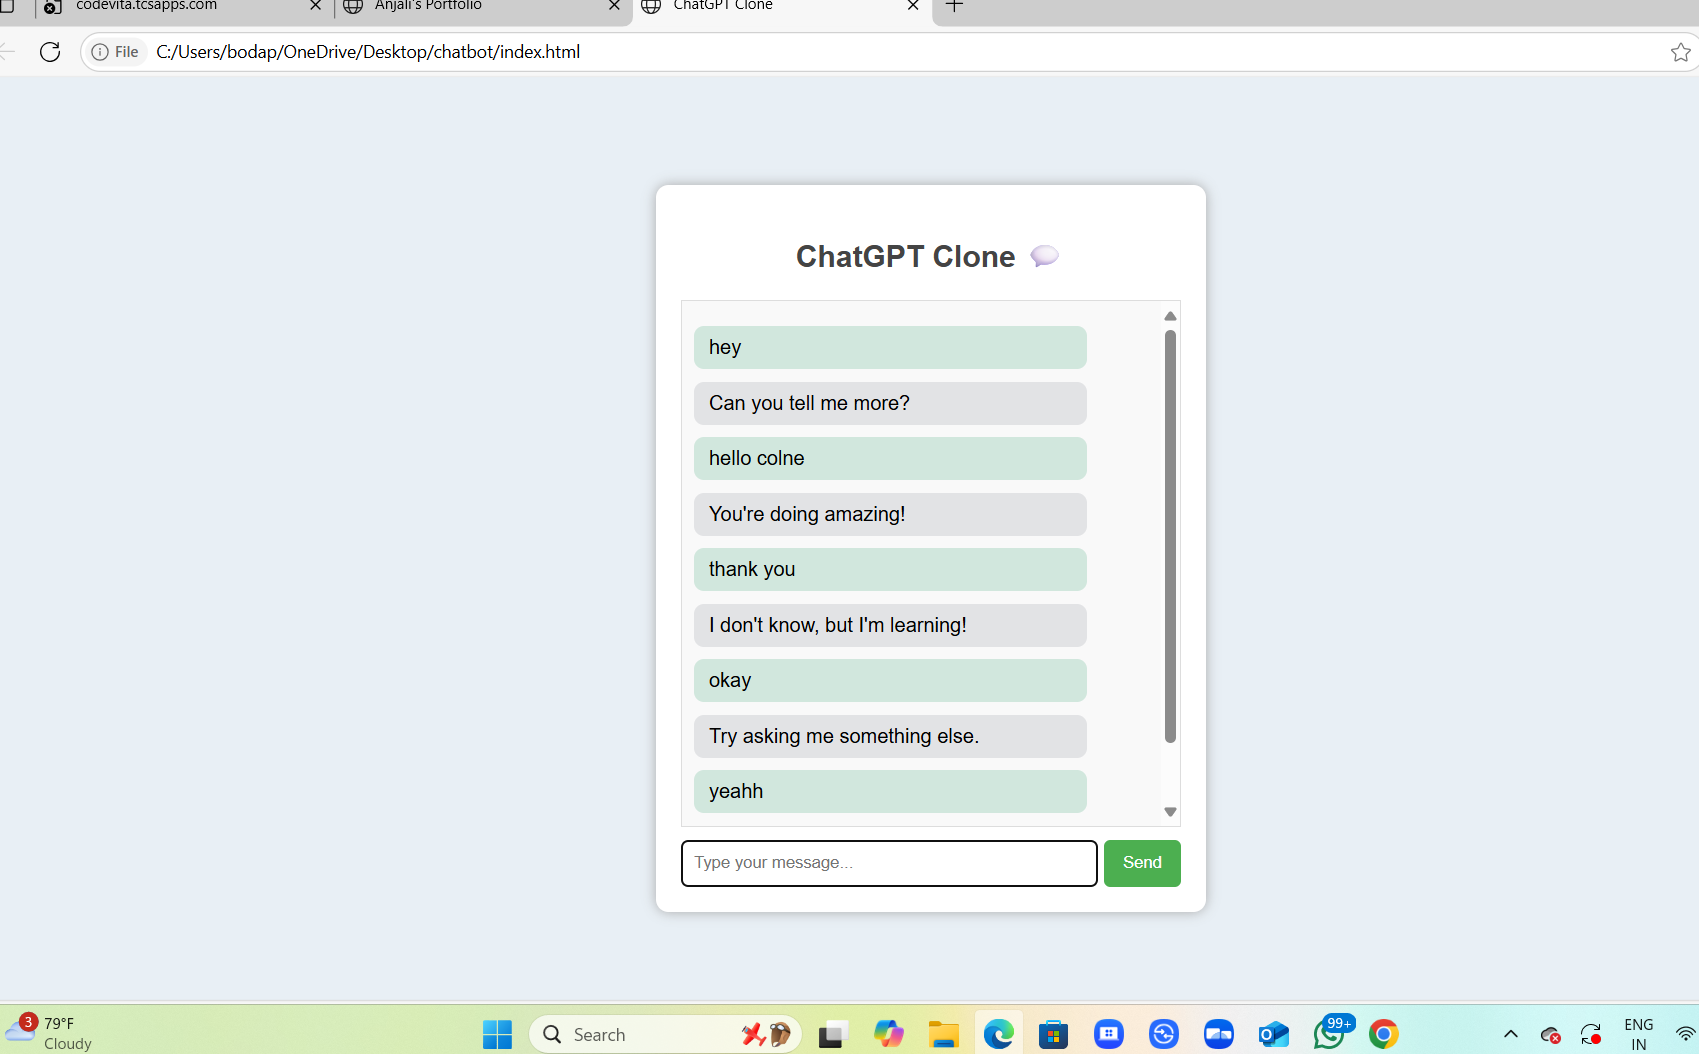 codevita.tcsapps.com
Anjali's Portfolio
ChatGPT Clone
File
C:/Users/bodap/OneDrive/Desktop/chatbot/index.html
ChatGPT Clone
hey
Can you tell me more?
hello colne
You're doing amazing!
thank you
I don't know, but I'm learning!
okay
Try asking me something else.
yeahh
Type your message...
Send
3
79°F
Cloudy
Search
99+
ENG
IN